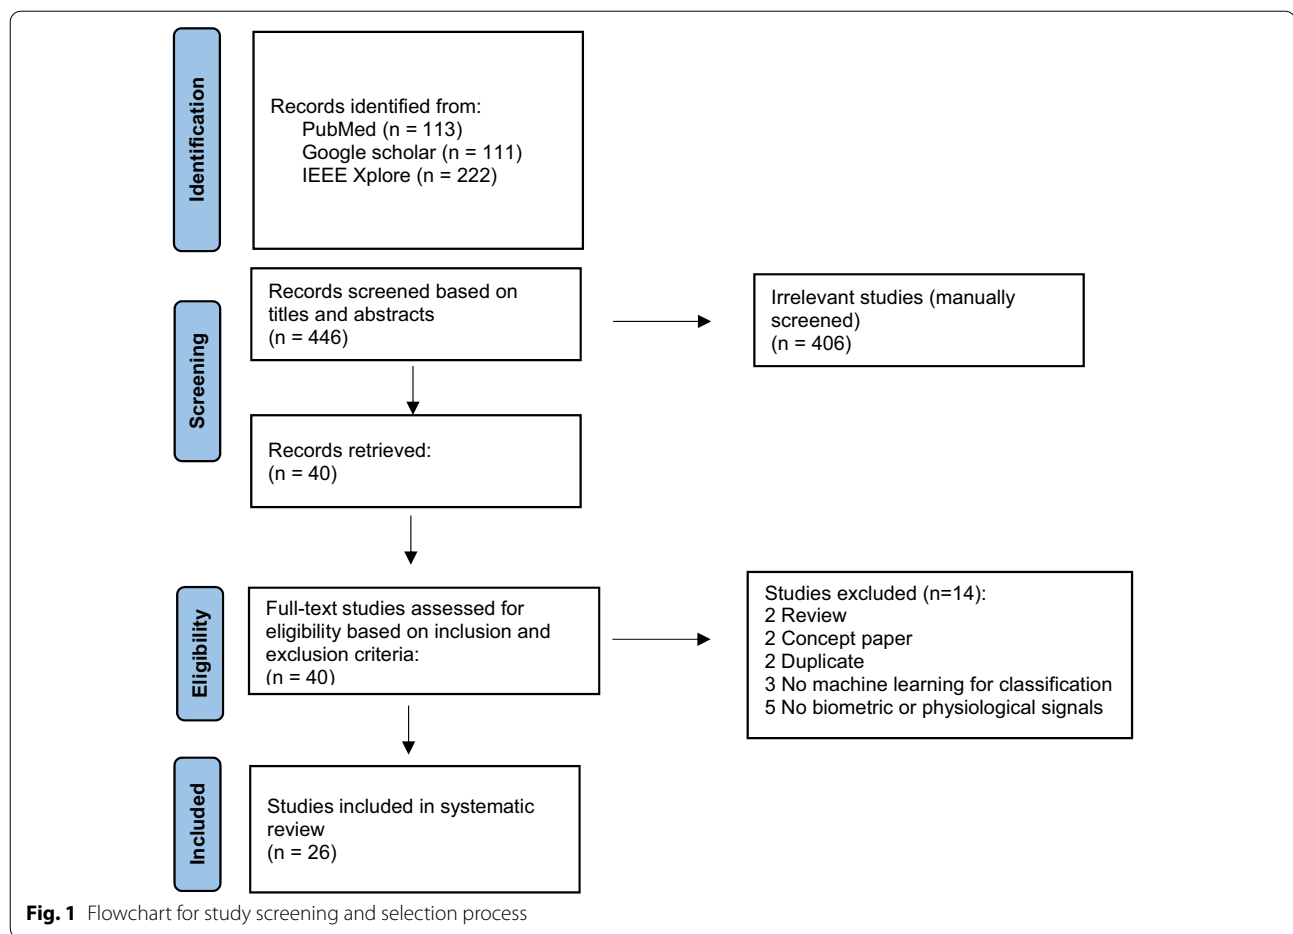 Identification
Records identified from:
PubMed (n = 113)
Google scholar (n = 111)
IEEE Xplore (n = 222)
Screening
Records screened based on
titles and abstracts
(n = 446)
Irrelevant studies (manually
screened)
(n = 406)
Records retrieved:
(n = 40)
Eligibility
Full-text studies assessed for
eligibility based on inclusion and
exclusion criteria:
(n = 40)
Studies excluded (n=14):
2 Review
2 Concept paper
2 Duplicate
3 No machine learning for classification
5 No biometric or physiological signals
Included
Studies included in systematic
review
(n = 26)
Fig. 1 Flowchart for study screening and selection process